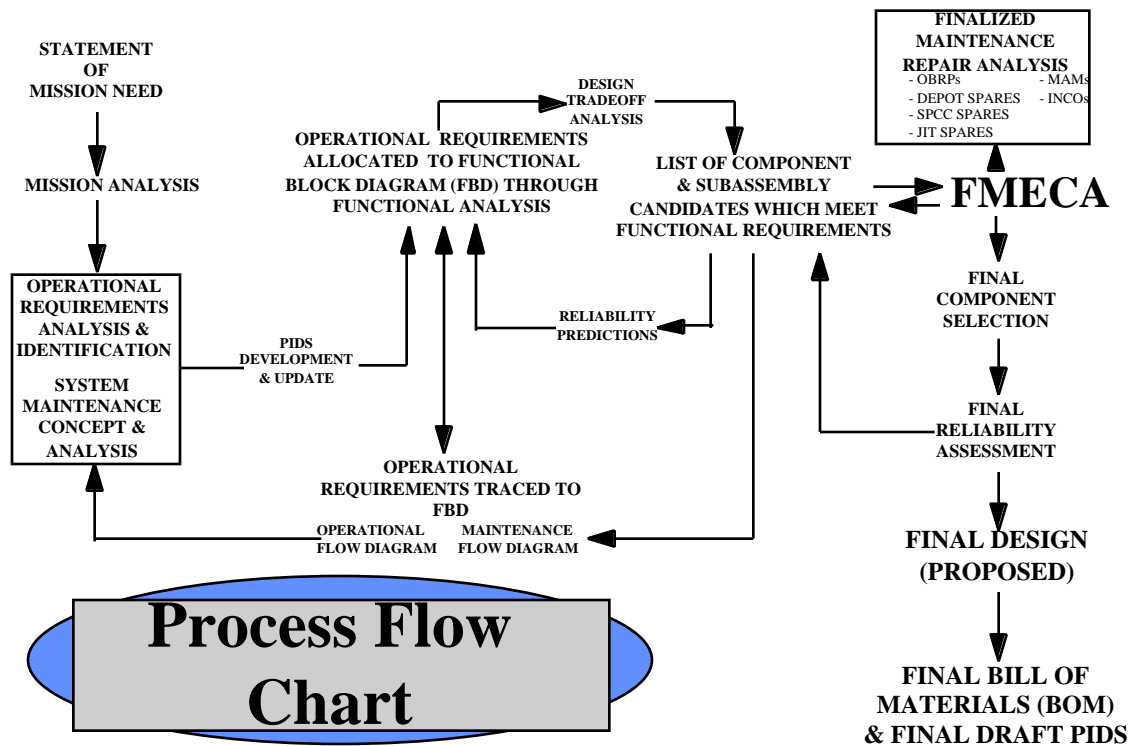 STATEMENT
OF
MISSION NEED
MISSION ANALYSIS
OPERATIONAL
REQUIREMENTS
ANALYSIS &
IDENTIFICATION
SYSTEM
MAINTENANCE
CONCEPT &
ANALYSIS
PIDS
DEVELOPMENT
& UPDATE
OPERATIONAL REQUIREMENTS
ALLOCATED TO FUNCTIONAL
BLOCK DIAGRAM (FBD) THROUGH
FUNCTIONAL ANALYSIS
DESIGN
TRADEOFF
ANALYSIS
LIST OF COMPONENT
& SUBASSEMBLY
CANDIDATES WHICH MEET
FUNCTIONAL REQUIREMENTS
RELIABILITY
PREDICTIONS
OPERATIONAL
REQUIREMENTS TRACED TO
FBD
OPERATIONAL
FLOW DIAGRAM
MAINTENANCE
FLOW DIAGRAM
FINALIZED
MAINTENANCE
REPAIR ANALYSIS
- OBRPs
- DEPOT SPARES
- SPCC SPARES
- JIT SPARES
- MAMs
- INCOs
FMECA
FINAL
COMPONENT
SELECTION
FINAL
RELIABILITY
ASSESSMENT
FINAL DESIGN
(PROPOSED)
FINAL BILL OF
MATERIALS (BOM)
& FINAL DRAFT PIDS
Process Flow
Chart